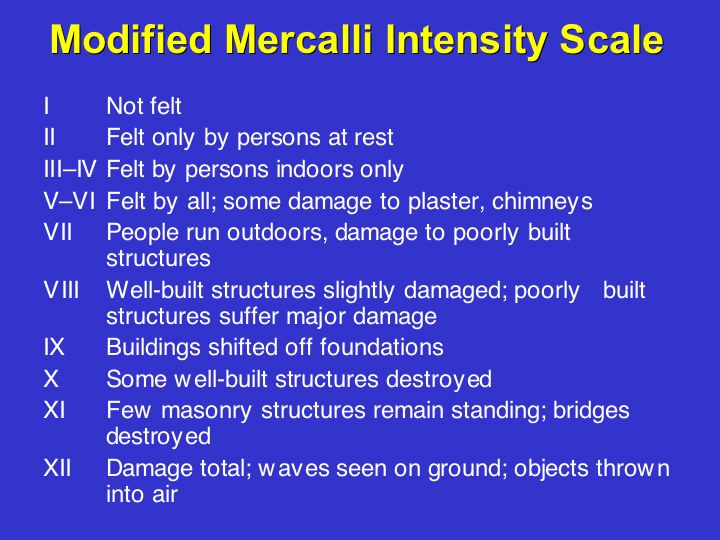 Modified Mercalli Intensity Scale
I Not felt
II Felt only by persons at rest
III–IV Felt by persons indoors only
V–VI Felt by all; some damage to plaster, chimneys
VII People run outdoors, damage to poorly built
structures
VIII Well-built structures slightly damaged; poorly built
structures suffer major damage
IX Buildings shifted off foundations
X Some well-built structures destroyed
XI Few masonry structures remain standing; bridges
destroyed
XII Damage total; waves seen on ground; objects thrown
into air